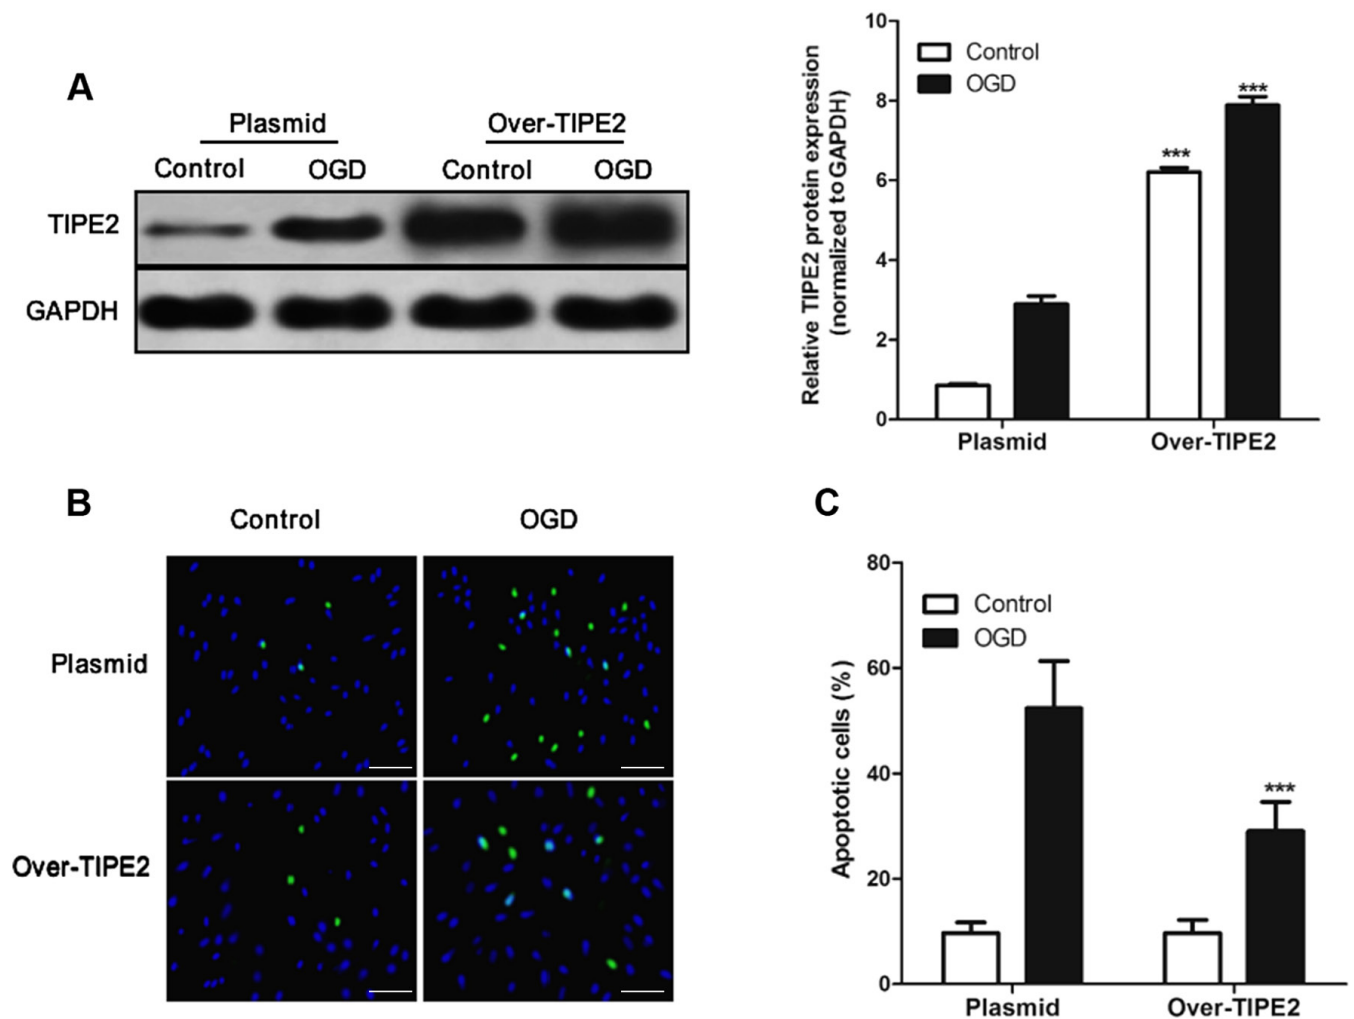 A
Plasmid Over-TIPE2
Control OGD Control OGD
TIPE2
GAPDH
Relative TIPE2 protein expression
(normalized to GAPDH)
10
8
6
4
2
0
Control
OGD
***
***
Plasmid Over-TIPE2
B
Control OGD
Plasmid
Over-TIPE2
C
Apoptotic cells (%)
80
60
40
20
0
Control
OGD
***
Plasmid Over-TIPE2